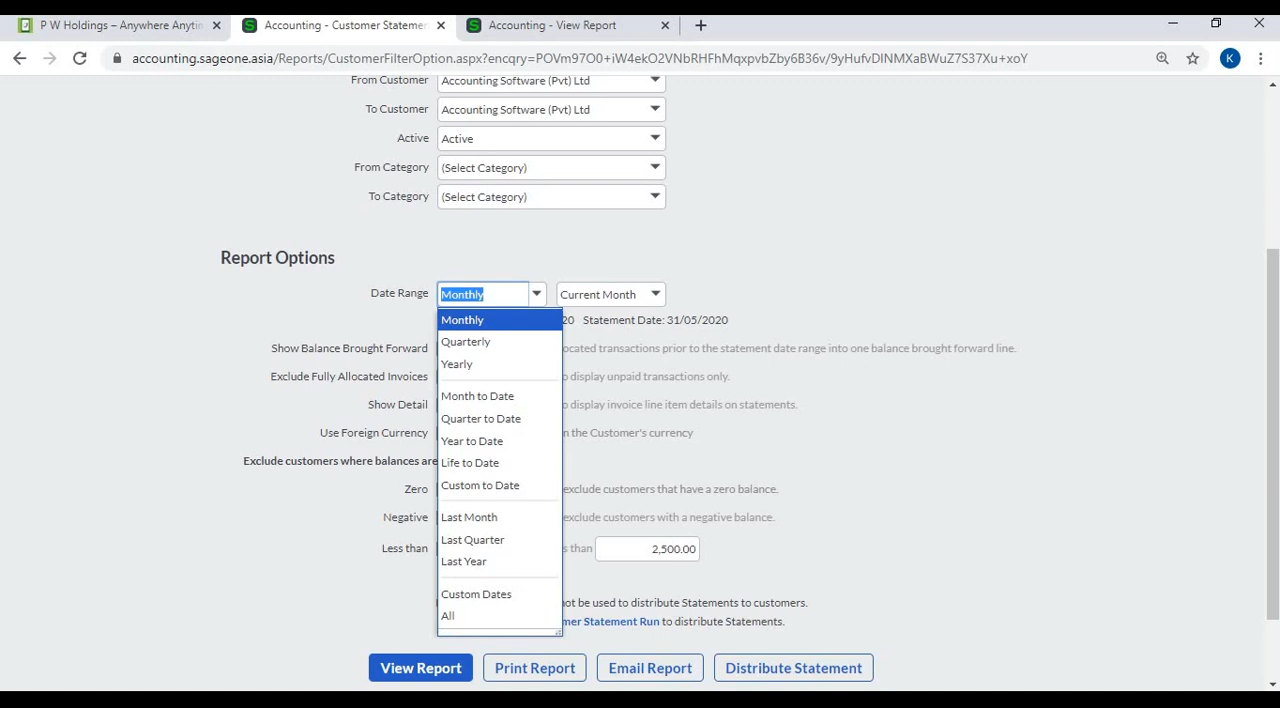 P W Holdings – Anywhere Anytin
Accounting - Customer Statemen
Accounting - View Report
accounting.sageone.asia/Reports/CustomerFilterOption.aspx?encqry=POVm97O0+iW4ekO2VNbRHFhMqxpvbZby6B36v/9yHufvDINMXaBWuZ7S37Xu+xoY
K
From Customer Accounting Software (Pvt) Ltd
To Customer Accounting Software (Pvt) Ltd
Active Active
From Category (Select Category)
To Category (Select Category)
Report Options
Date Range Monthly Current Month
Monthly 20 Statement Date: 31/05/2020
Quarterly
Show Balance Brought Forward ocated transactions prior to the statement date range into one balance brought forward line.
Yearly
Exclude Fully Allocated Invoices o display unpaid transactions only.
Month to Date
Show Detail o display invoice line item details on statements.
Quarter to Date
Use Foreign Currency n the Customer's currency
Year to Date
Exclude customers where balances are
Life to Date
Custom to Date
Zero exclude customers that have a zero balance.
Last Month
Negative exclude customers with a negative balance.
Last Quarter
Less than s than 2,500.00
Last Year
Custom Dates
not be used to distribute Statements to customers.
All
mer Statement Run to distribute Statements.
View Report Print Report Email Report Distribute Statement